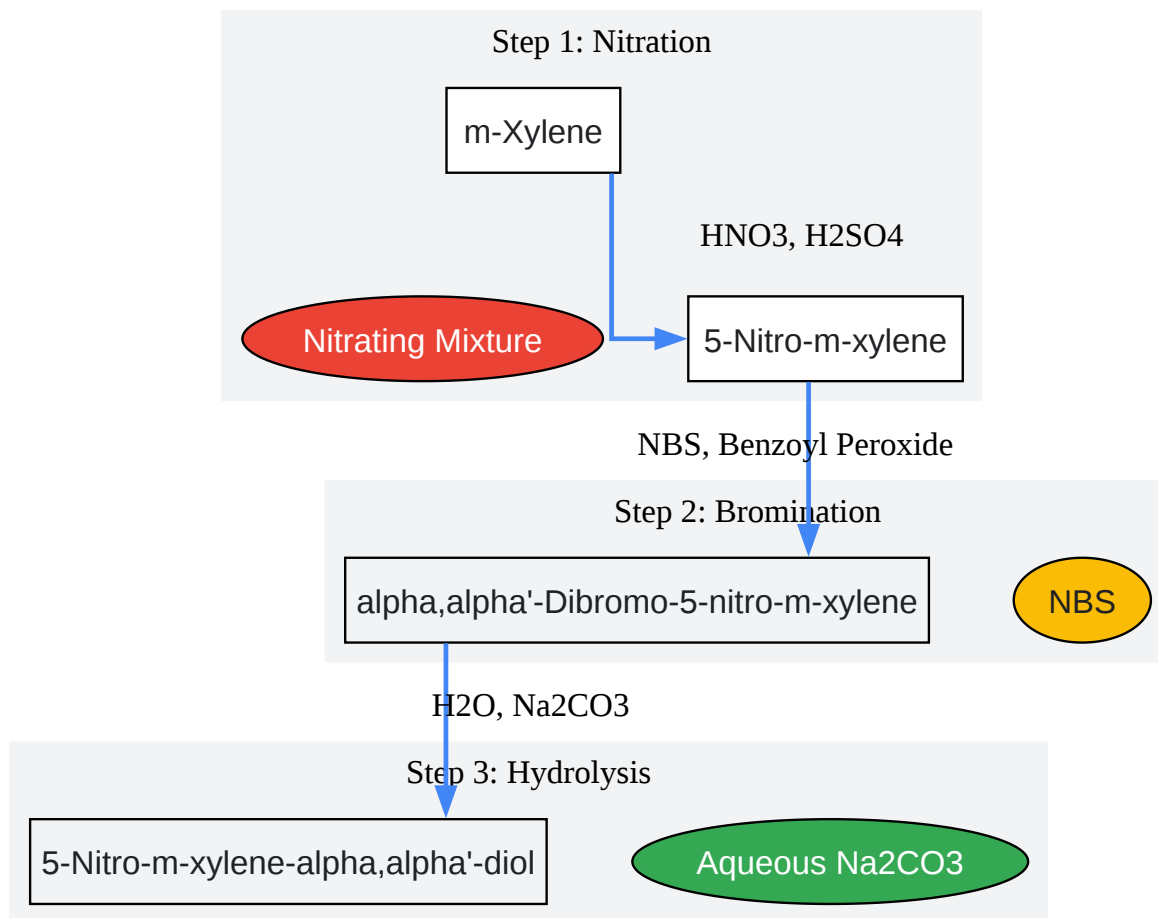 Step 1: Nitration
m-Xylene
HNO3, H2SO4
Nitrating Mixture
5-Nitro-m-xylene
NBS, Benzoyl Peroxide
Step 2: Bromination
alpha,alpha'-Dibromo-5-nitro-m-xylene
NBS
H2O, Na2CO3
Step 3: Hydrolysis
5-Nitro-m-xylene-alpha,alpha'-diol
Aqueous Na2CO3